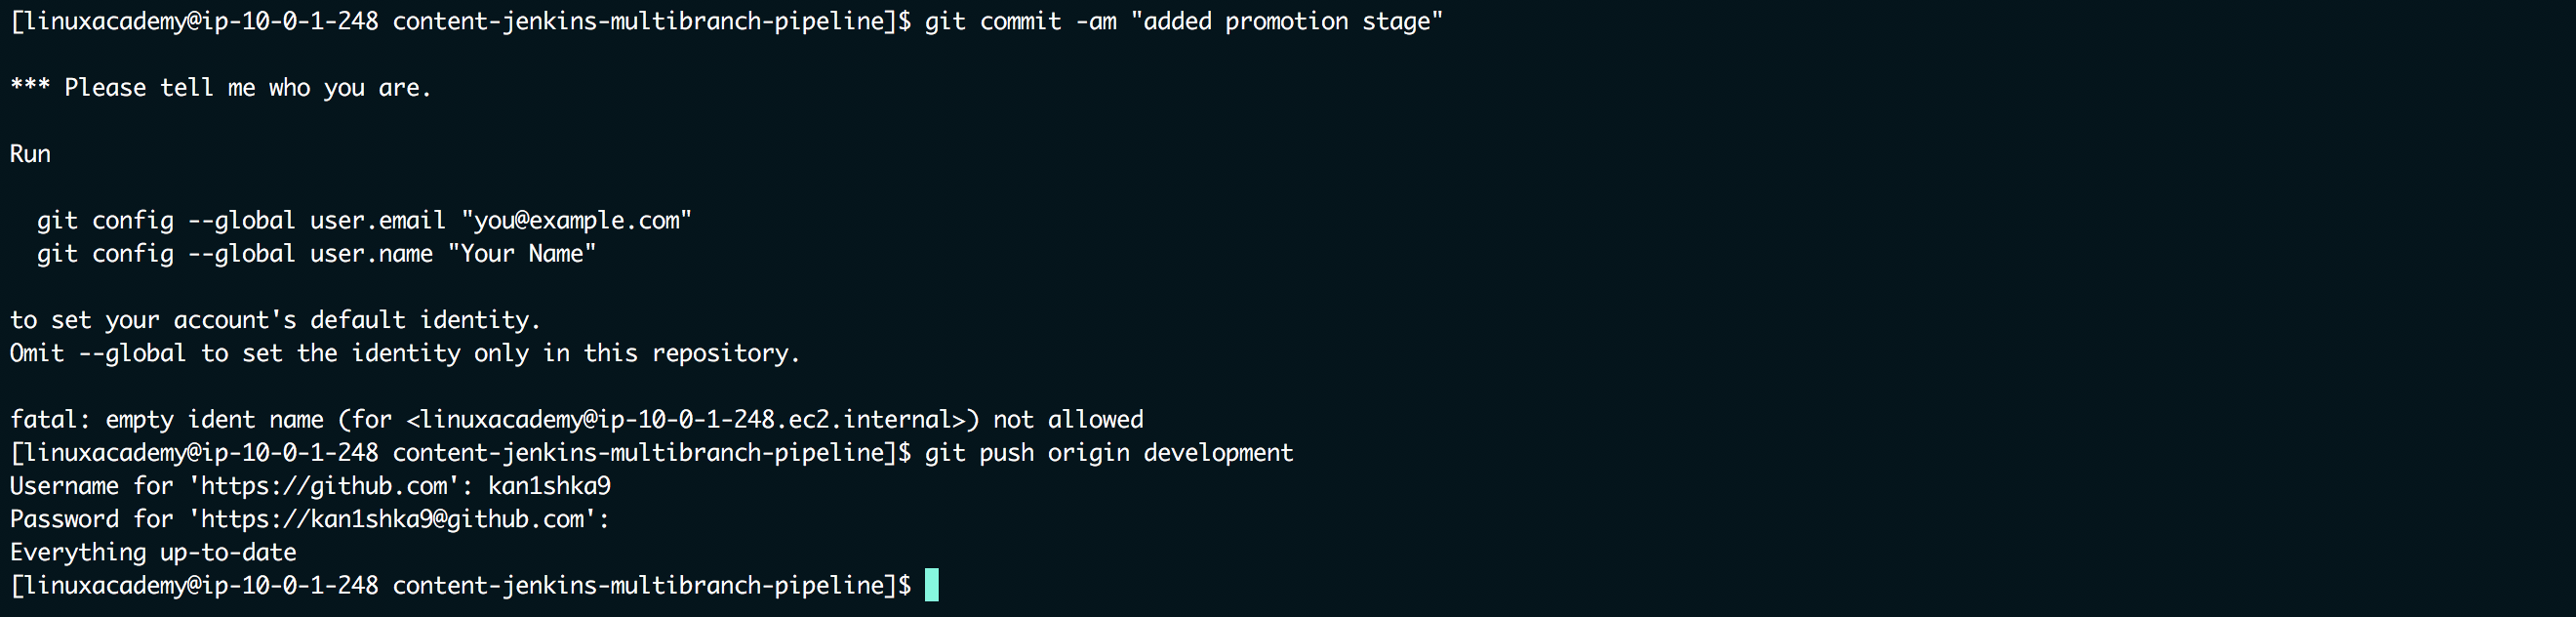 [linuxacademy@ip-10-0-1-248 content-jenkins-multibranch-pipeline]$ git commit -am "added promotion stage"
*** Please tell me who you are.
Run
git config --global user.email "you@example.com"
git config --global user.name "Your Name"
to set your account's default identity.
Omit --global to set the identity only in this repository.
fatal: empty ident name (for <linuxacademy@ip-10-0-1-248.ec2.internal>) not allowed
[linuxacademy@ip-10-0-1-248 content-jenkins-multibranch-pipeline]$ git push origin development
Username for 'https://github.com': kan1shka9
Password for 'https://kan1shka9@github.com':
Everything up-to-date
[linuxacademy@ip-10-0-1-248 content-jenkins-multibranch-pipeline]$